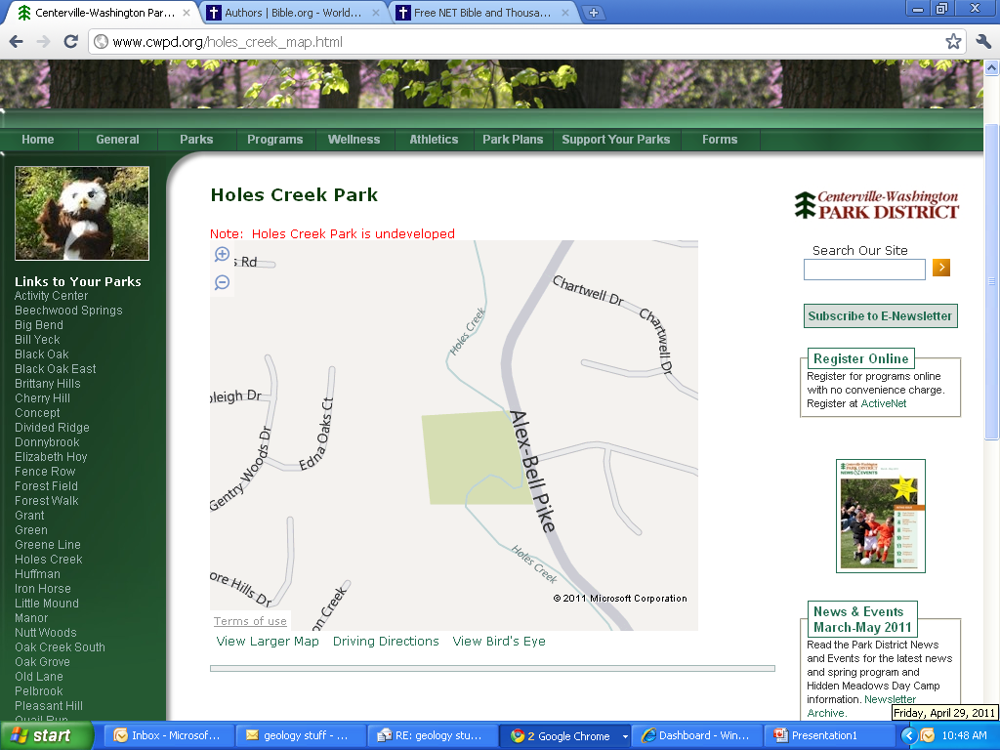 Centerville-Washington Par...
Authors | Bible.org - World...
Free NET Bible and Thousa...
www.cwpd.org/holes_creek_map.html
Home
General
Parks
Programs
Wellness
Athletics
Park Plans
Support Your Parks
Forms
Links to Your Parks
Activity Center
Beechwood Springs
Big Bend
Bill Yeck
Black Oak
Black Oak East
Brittany Hills
Cherry Hill
Concept
Divided Ridge
Donnybrook
Elizabeth Hoy
Fence Row
Forest Field
Forest Walk
Grant
Green
Greene Line
Holes Creek
Huffman
Iron Horse
Little Mound
Manor
Nutt Woods
Oak Creek South
Oak Grove
Old Lane
Pelbrook
Pleasant Hill
Quail Run
Holes Creek Park
Note: Holes Creek Park is undeveloped
s Rd
Chartwell Dr
Chartwell Dr
Holes Creek
leigh Dr
Edna Oaks Ct
Gentry Woods Dr
Alex-Bell Pike
Holes Creek
ore Hills Dr
on Creek
© 2011 Microsoft Corporation
Terms of use
View Larger Map
Driving Directions
View Bird's Eye
Centerville-Washington
PARK DISTRICT
Search Our Site
Subscribe to E-Newsletter
Register Online
Register for programs online
with no convenience charge.
Register at ActiveNet
Centerville-Washington
PARK DISTRICT
NEWS & EVENTS
News & Events
March-May 2011
Read the Park District News
and Events for the latest news
and spring program and
Hidden Meadows Day Camp
information. Newsletter
Archive.
Friday, April 29, 2011
start
Inbox - Microsof...
geology stuff - ...
RE: geology stu...
2 Google Chrome
Dashboard - Win...
Presentation1
10:48 AM